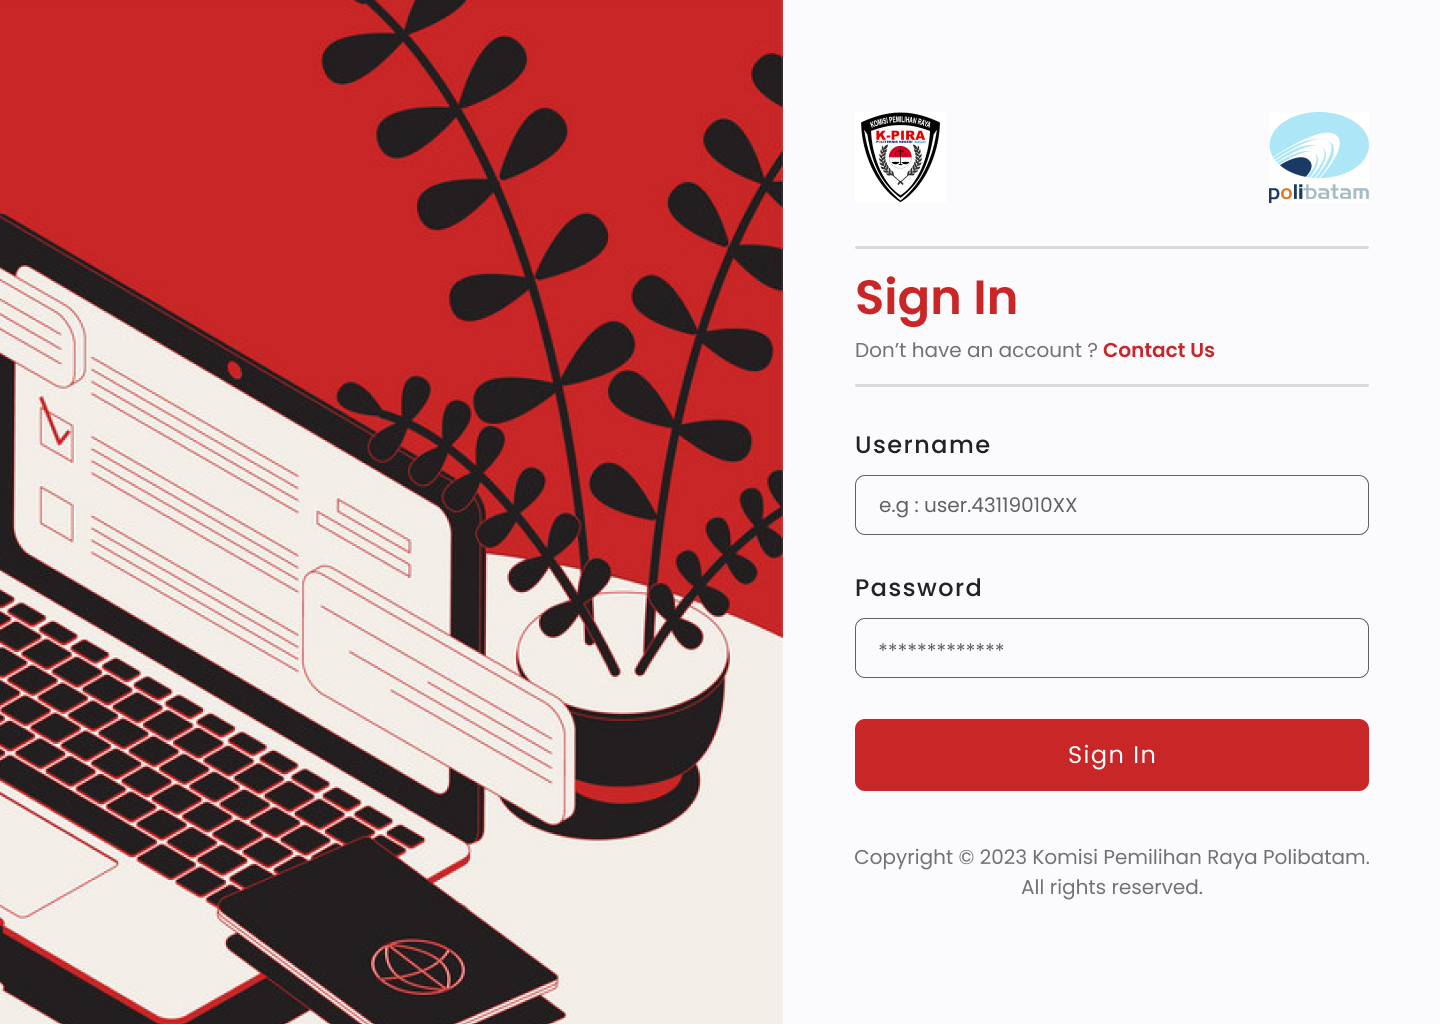 KOMISI PEMILIHAN RAYA
K-PIRA
polibatam
Sign In
Don’t have an account ? Contact Us
Username
e.g : user.43119010XX
Password
*************
Sign In
Copyright © 2023 Komisi Pemilihan Raya Polibatam.
All rights reserved.